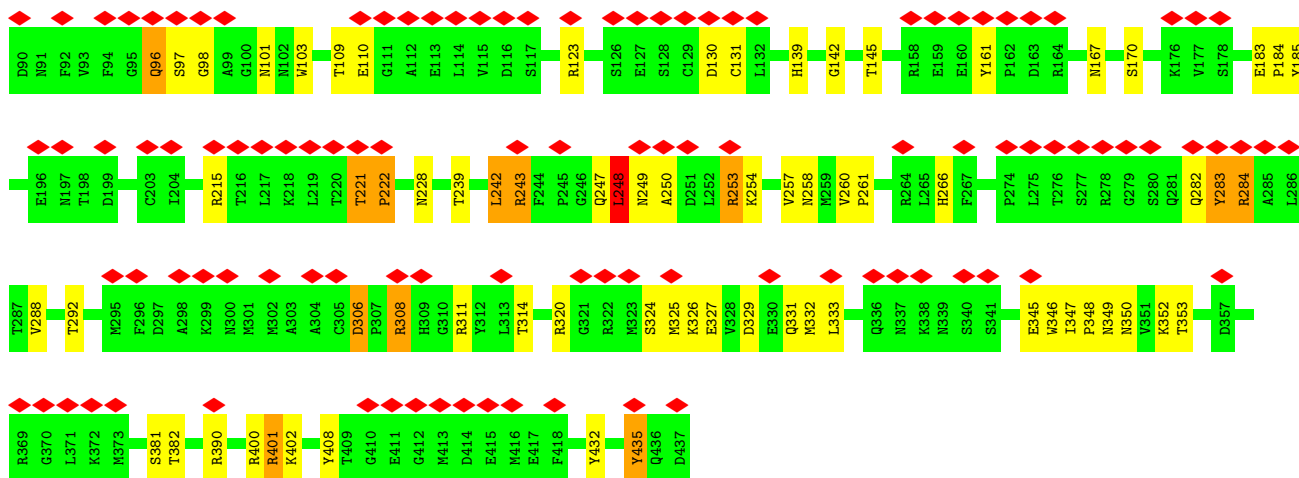 D90 N91 F92 V93 F94 G95 Q96 S97 G98 A99 G100 N101 N102 W103 T109 E110 G111 A112 E113 L114 V115 D116 S117 R123 S126 E127 S128 C129 D130 C131 L132 H139 G142 T145 R158 E159 E160 Y161 P162 D163 R164 N167 S170 K176 V177 S178 E183 P184 Y185
E196 N197 T198 D199 C203 I204 R215 T216 L217 K218 L219 T220 T221 P222 N228 T239 L242 R243 F244 P245 G246 Q247 L248 N249 A250 D251 L252 R253 K254 V257 N258 M259 V260 P261 R264 L265 H266 F267 P274 L275 T276 S277 R278 G279 S280 Q281 Q282 Y283 R284 A285 L286
T287 V288 T292 M295 F296 D297 A298 K299 N300 M301 M302 A303 A304 C305 D306 P307 R308 H309 G310 R311 Y312 L313 T314 R320 G321 R322 M323 S324 M325 K326 E327 V328 D329 E330 Q331 M332 L333 Q336 N337 K338 N339 S340 S341 E345 W346 I347 P348 N349 N350 V351 K352 T353 D357
R369 G370 L371 K372 M373 S381 T382 R390 R400 R401 K402 Y408 T409 G410 E411 G412 M413 D414 E415 M416 E417 F418 Y432 Y435 Q436 D437